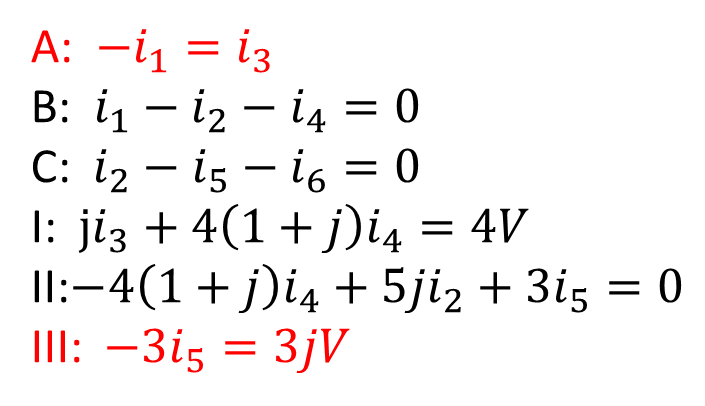 A: −i₁ = i₃
B: i₁ − i₂ − i₄ = 0
C: i₂ − i₅ − i₆ = 0
I: ji₃ + 4(1 + j)i₄ = 4V
II:−4(1 + j)i₄ + 5ji₂ + 3i₅ = 0
III: −3i₅ = 3jV